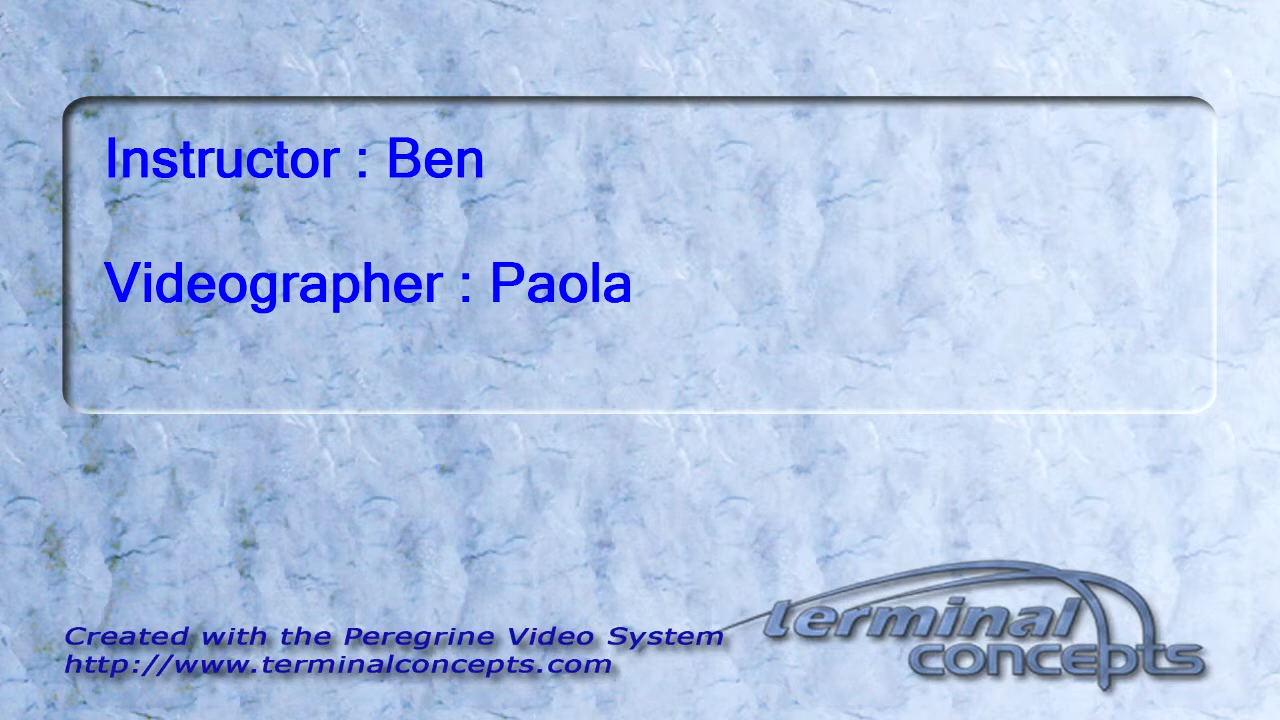 Instructor : Ben
Videographer : Paola
Created with the Peregrine Video System
http://www.terminalconcepts.com
terminal
concepts